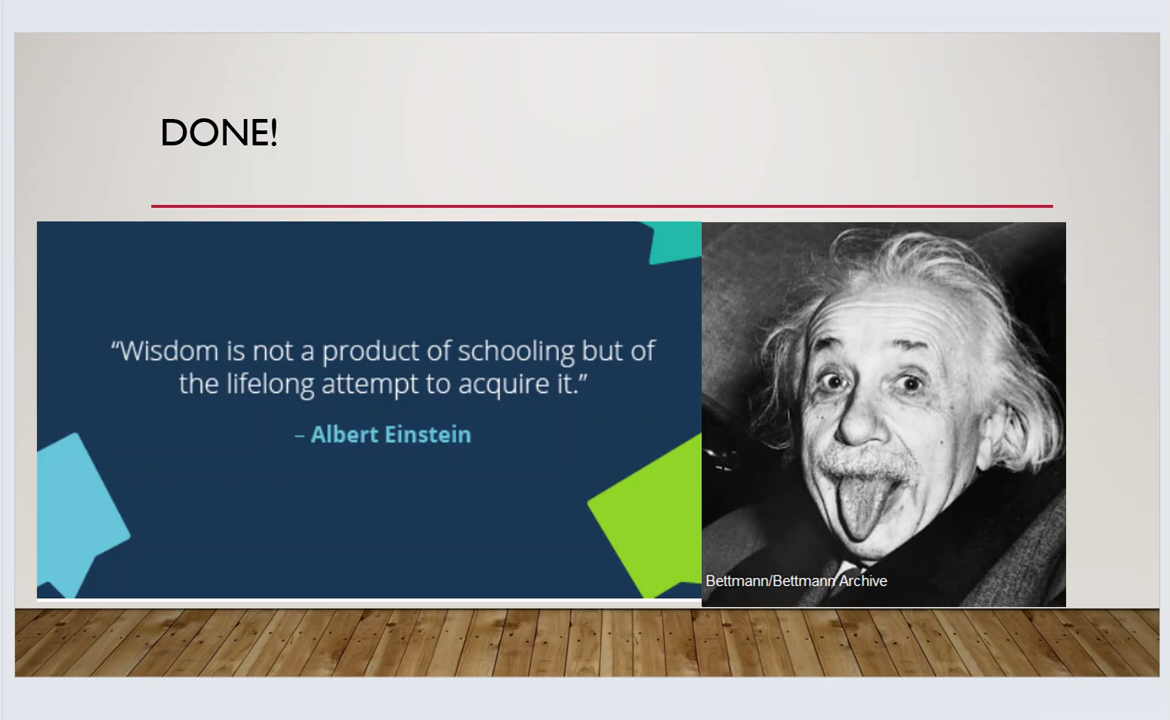 DONE!
“Wisdom is not a product of schooling but of
the lifelong attempt to acquire it.”
– Albert Einstein
Bettmann/Bettmann Archive